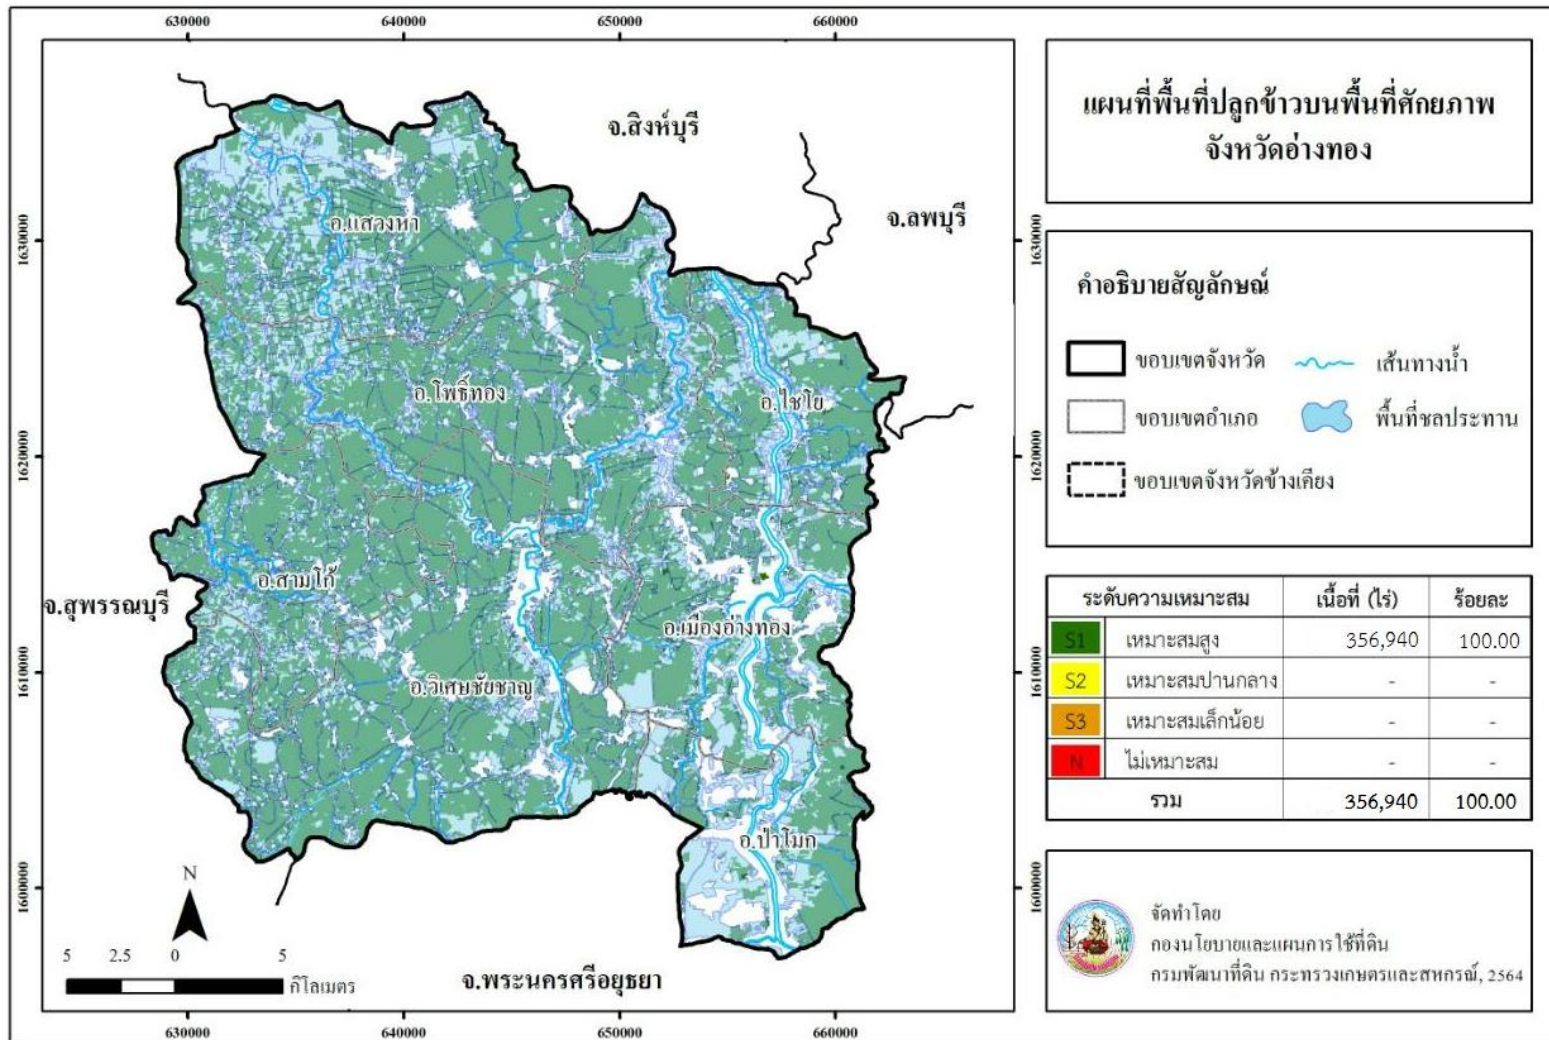 630000 640000 650000 660000
แผนที่พื้นที่ปลูกข้าวบนพื้นที่ศักยภาพ
จังหวัดอ่างทอง
จ.สิงห์บุรี
จ.ลพบุรี
1630000 1630000
อ.แสวงหา
คำอธิบายสัญลักษณ์
ขอบเขตจังหวัด เส้นทางน้ำ
ขอบเขตอำเภอ พื้นที่ชลประทาน
ขอบเขตจังหวัดข้างเคียง
อ.โพธิ์ทอง
อ.ไชโย
1620000 1620000
อ.สามโก้
จ.สุพรรณบุรี
อ.เมืองอ่างทอง
อ.วิเศษชัยชาญ
1610000 1610000
ระดับความเหมาะสม เนื้อที่ (ไร่) ร้อยละ
S1 เหมาะสมสูง 356,940 100.00
S2 เหมาะสมปานกลาง - -
S3 เหมาะสมเล็กน้อย - -
N ไม่เหมาะสม - -
รวม 356,940 100.00
อ.ป่าโมก
1600000 1600000
N
5 2.5 0 5
กิโลเมตร
จ.พระนครศรีอยุธยา
จัดทำโดย
กองนโยบายและแผนการใช้ที่ดิน
กรมพัฒนาที่ดิน กระทรวงเกษตรและสหกรณ์, 2564
630000 640000 650000 660000